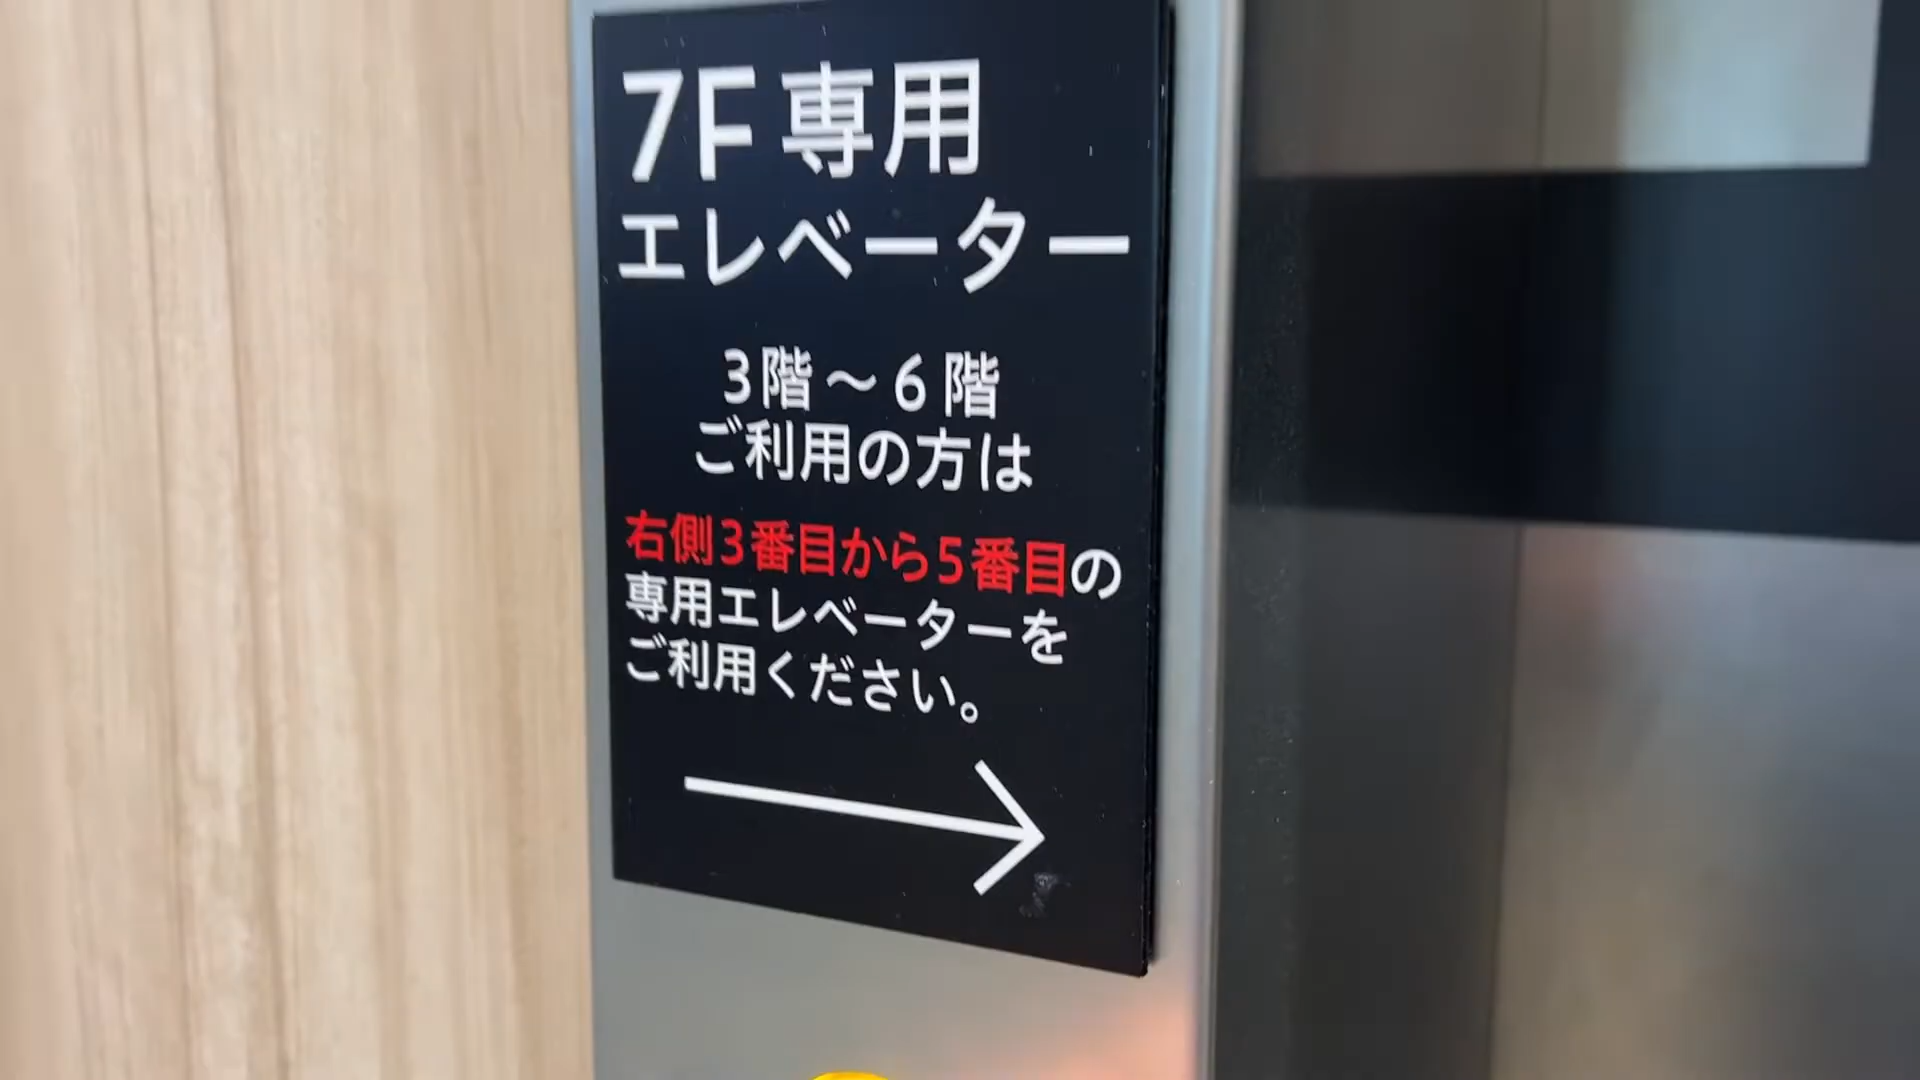 7F専用
エレベーター
3階～6階
ご利用の方は
右側3番目から5番目の
専用エレベーターを
ご利用ください。